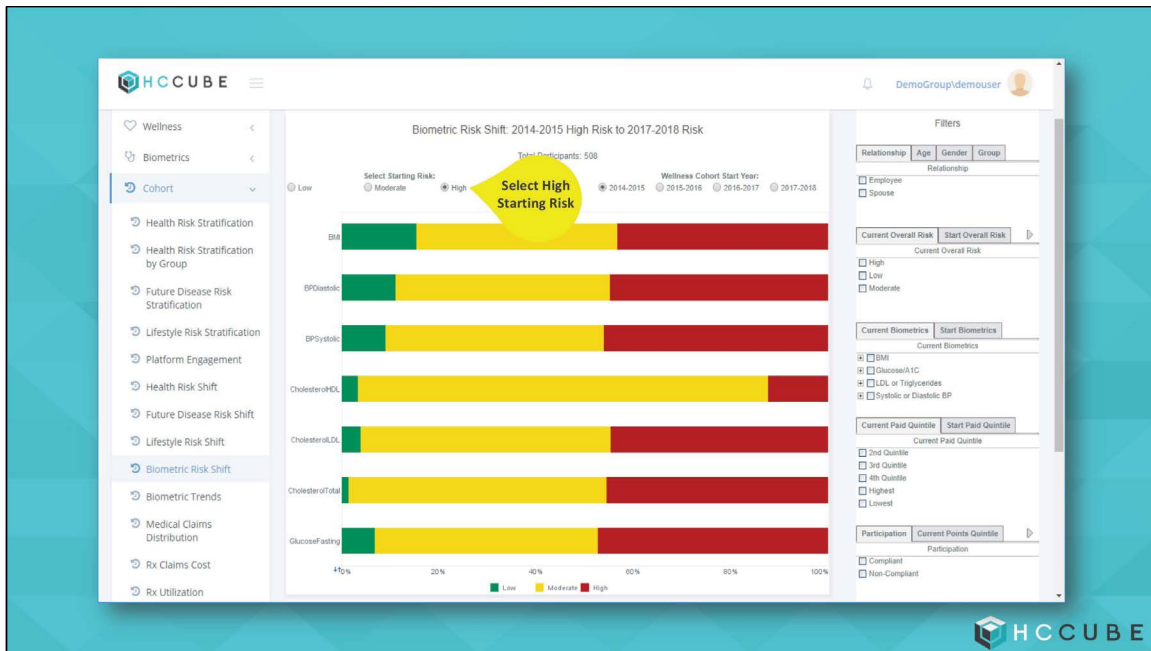 HCCUBE
DemoGroup\demouser
Wellness
Biometrics
Cohort
Health Risk Stratification
Health Risk Stratification
by Group
Future Disease Risk
Stratification
Lifestyle Risk Stratification
Platform Engagement
Health Risk Shift
Future Disease Risk Shift
Lifestyle Risk Shift
Biometric Risk Shift
Biometric Trends
Medical Claims
Distribution
Rx Claims Cost
Rx Utilization
Biometric Risk Shift: 2014-2015 High Risk to 2017-2018 Risk
Total Participants: 508
Select Starting Risk:
Low Moderate High
Select High
Starting Risk
Wellness Cohort Start Year:
2014-2015 2015-2016 2016-2017 2017-2018
BMI
BPDiastolic
BPSystolic
CholesterolHDL
CholesterolLDL
CholesterolTotal
GlucoseFasting
0% 20% 40% 60% 80% 100%
Low Moderate High
Filters
Relationship Age Gender Group
Relationship
Employee
Spouse
Current Overall Risk Start Overall Risk
Current Overall Risk
High
Low
Moderate
Current Biometrics Start Biometrics
Current Biometrics
BMI
Glucose/A1C
LDL or Triglycerides
Systolic or Diastolic BP
Current Paid Quintile Start Paid Quintile
Current Paid Quintile
2nd Quintile
3rd Quintile
4th Quintile
Highest
Lowest
Participation Current Points Quintile
Participation
Compliant
Non-Compliant
HCCUBE